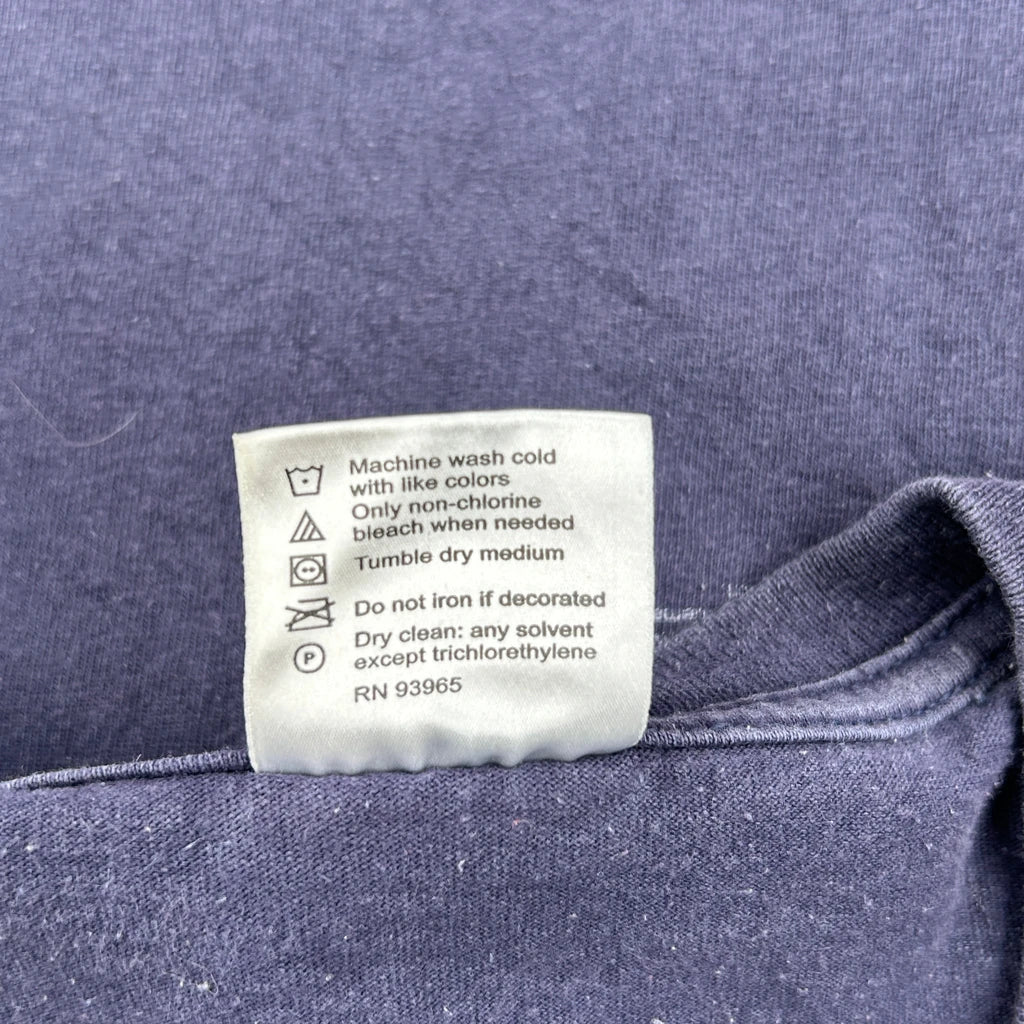 Machine wash cold
with like colors
Only non-chlorine
bleach when needed
Tumble dry medium
Do not iron if decorated
Dry clean: any solvent
P
except trichlorethylene
RN 93965